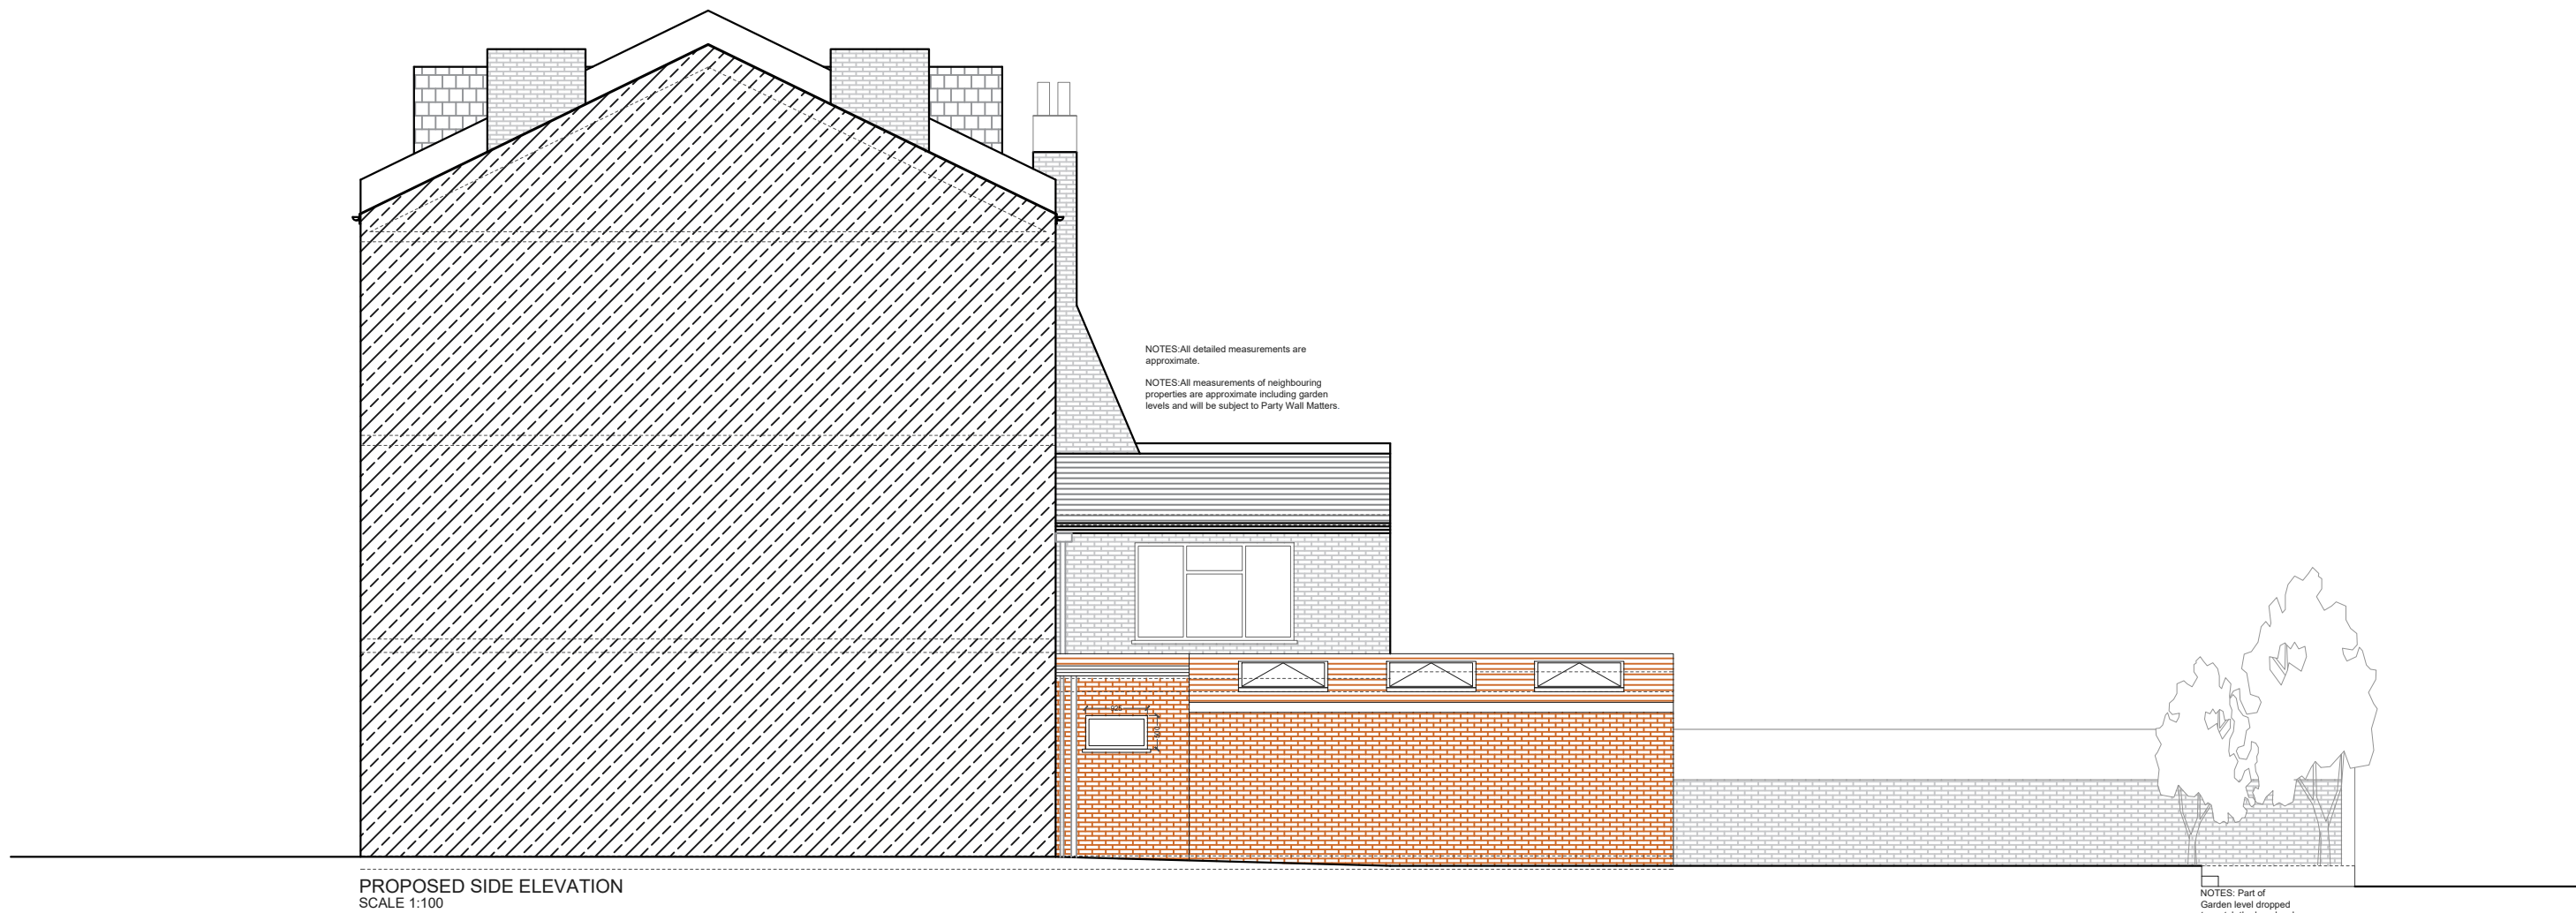 NOTES:All detailed measurements are
approximate.
NOTES:All measurements of neighbouring
properties are approximate including garden
levels and will be subject to Party Wall Matters.
925
PROPOSED SIDE ELEVATION
SCALE 1:100
NOTES: Part of
Garden level dropped